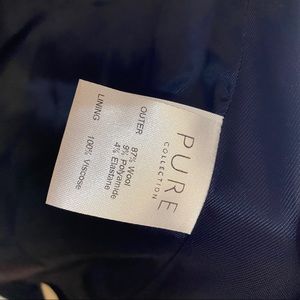 PURE
COLLECTION
OUTER
87% Wool
9% Polyamide
4% Elastane
LINING
100% Viscose